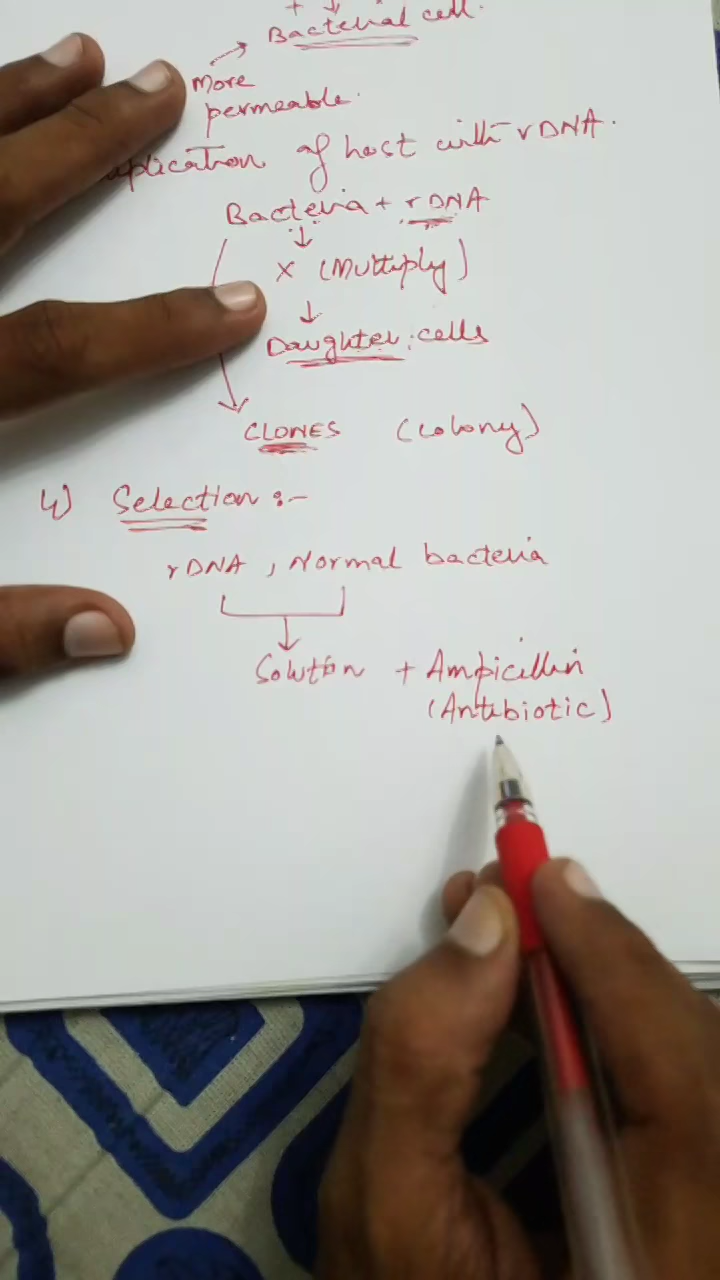 + ↓
Bacterial cell.
More
permeable.
plication of host with rDNA.
Bacteria + rDNA
↓
x (Multiply)
↓
Daughter cells
CLONES (Colony)
4) Selection :-
rDNA, Normal bacteria
↓
Solution + Ampicillin
(Antibiotic)